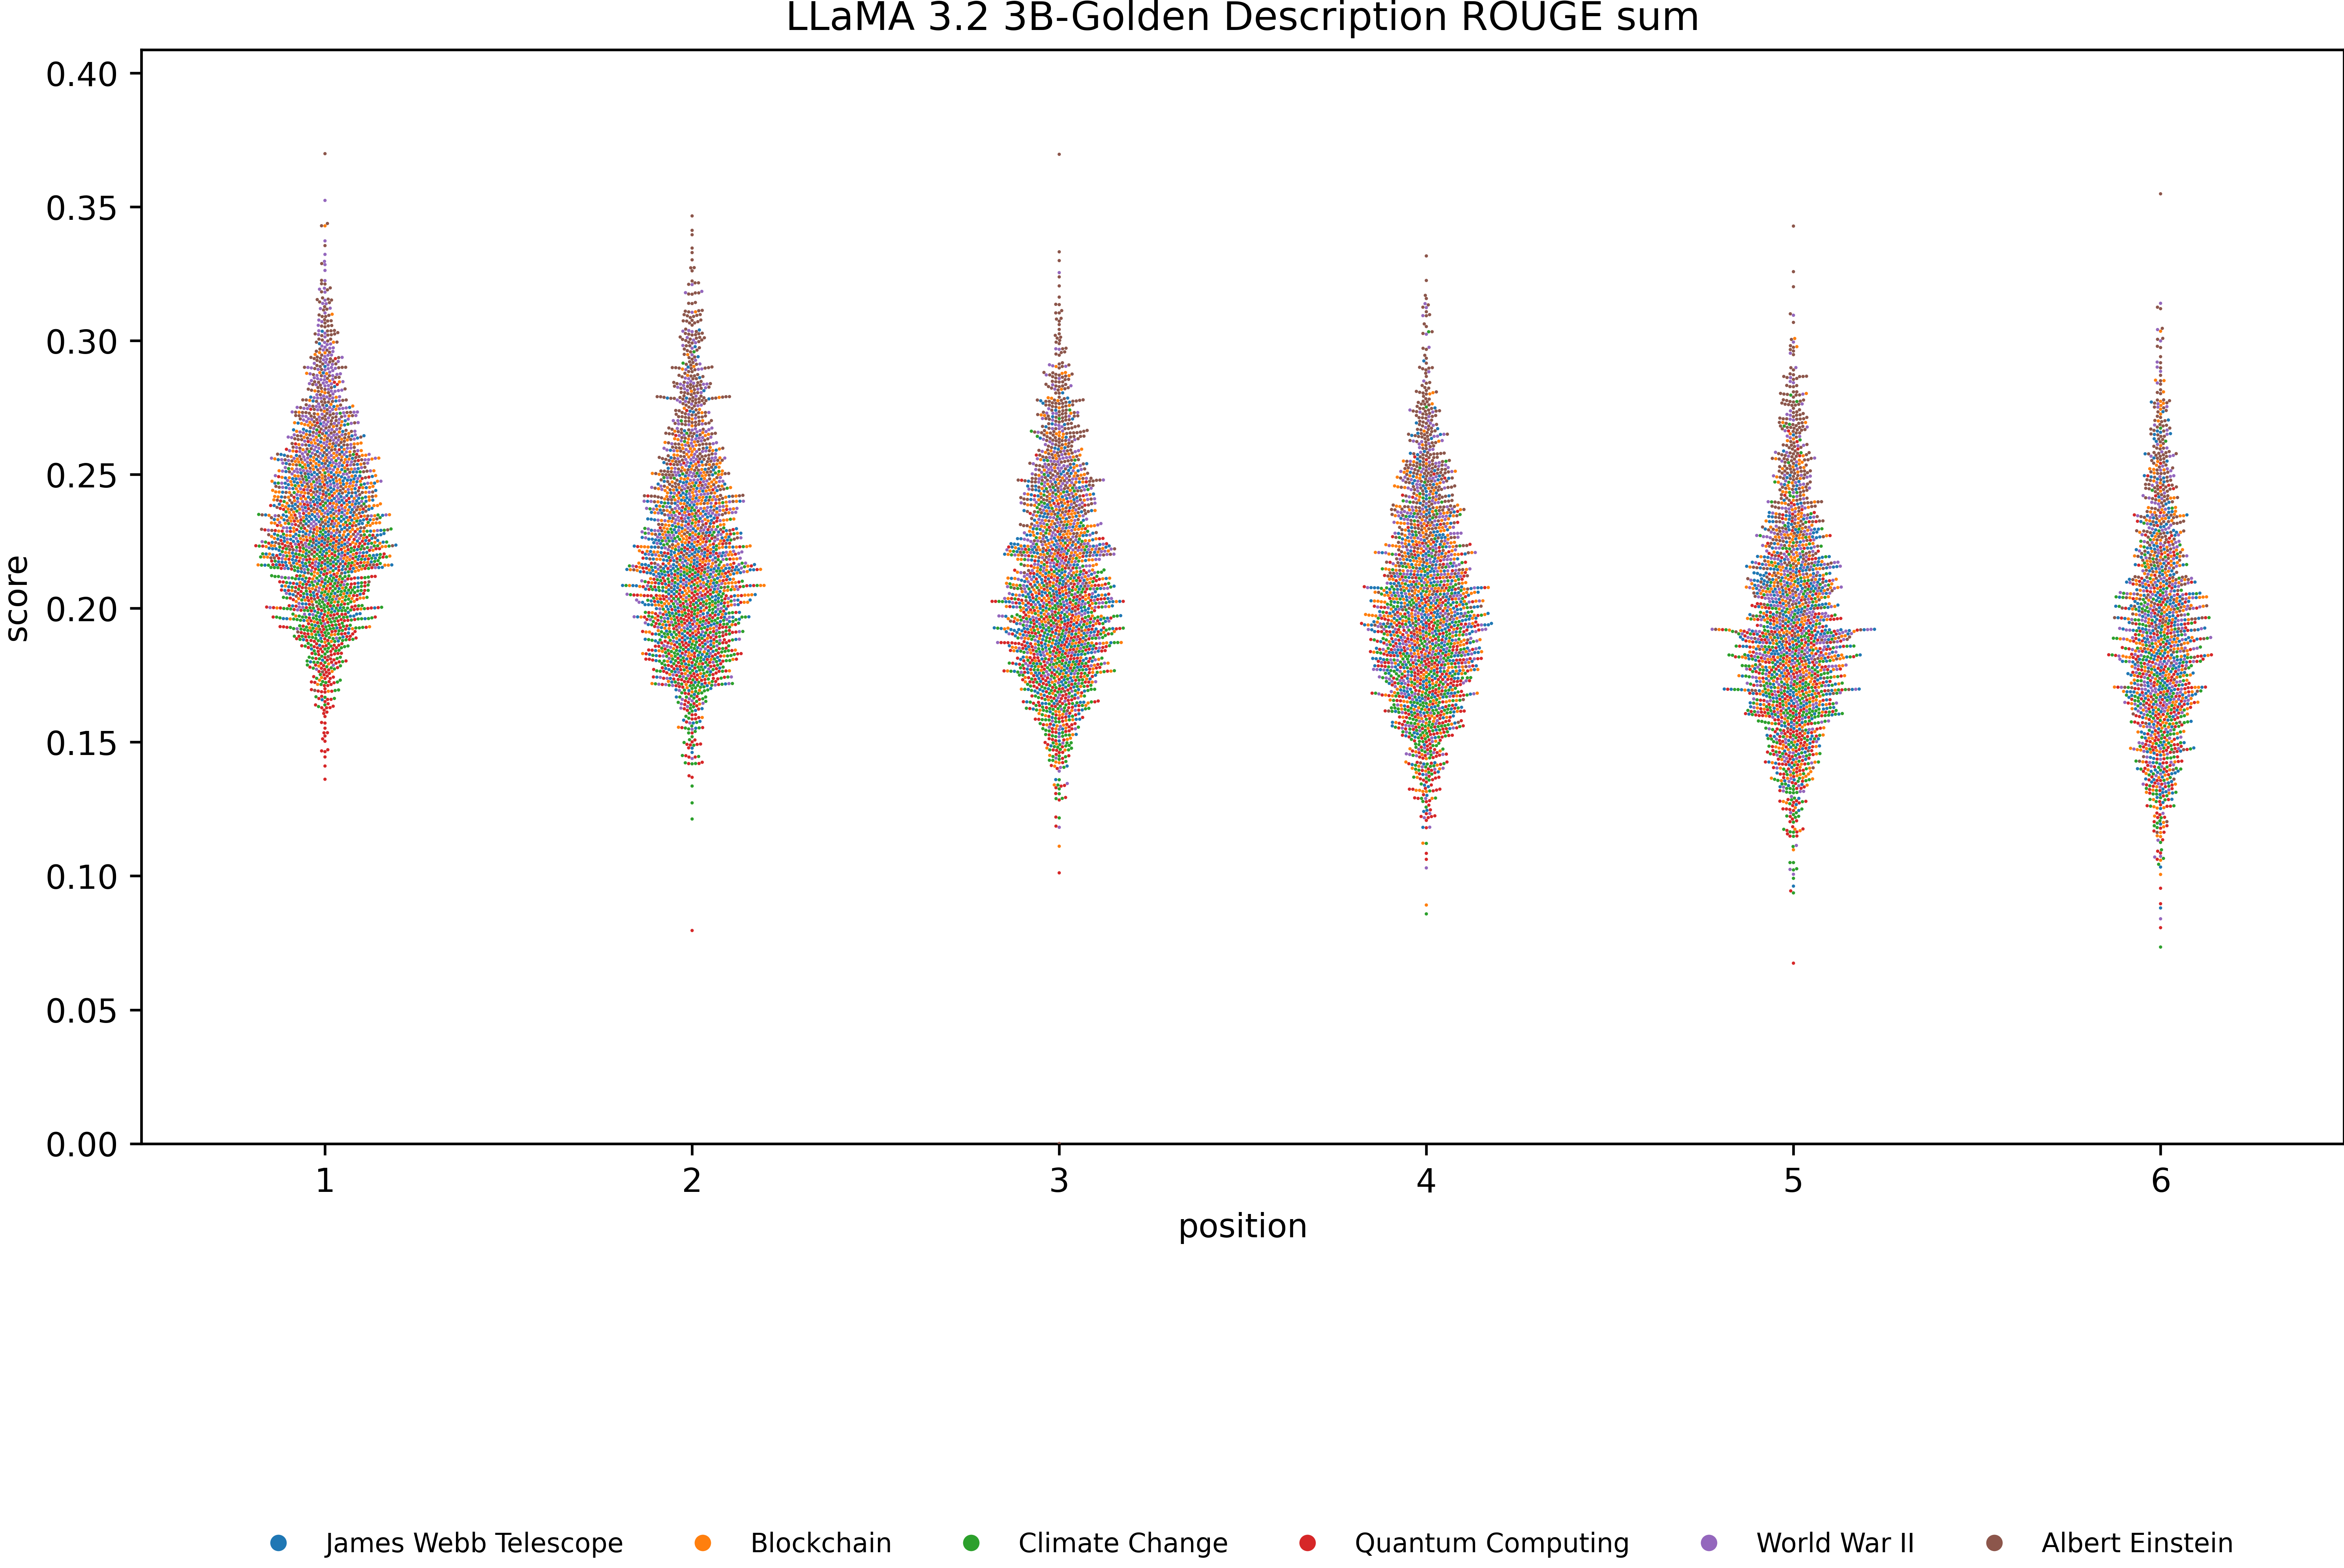 LLaMA 3.2 3B-Golden Description ROUGE sum
0.40
0.35
0.30
0.25
0.20
0.15
0.10
0.05
0.00
score
1 2 3 4 5 6
position
James Webb Telescope Blockchain Climate Change Quantum Computing World War II Albert Einstein